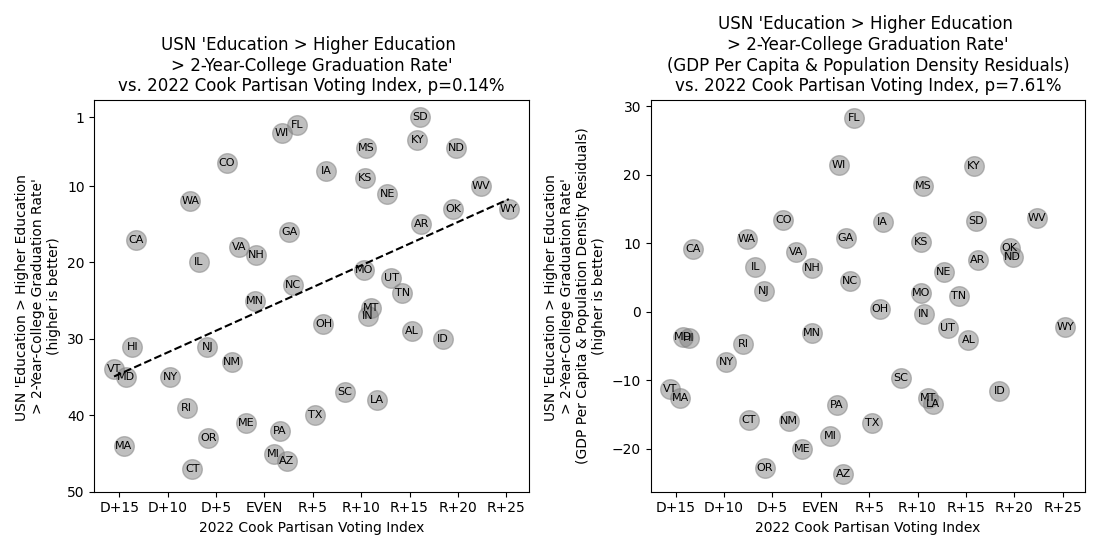 USN 'Education > Higher Education
> 2-Year-College Graduation Rate'
vs. 2022 Cook Partisan Voting Index, p=0.14%
USN 'Education > Higher Education
> 2-Year-College Graduation Rate'
(higher is better)
1
10
20
30
40
50
SD
FL
WI
KY
MS
ND
CO
IA
KS
WV
NE
WA
OK
WY
AR
GA
CA
VA
NH
IL
MO
UT
NC
TN
MN
MT
IN
OH
AL
ID
HI
NJ
NM
VT
MD
NY
SC
LA
RI
TX
ME
PA
OR
MA
MI
AZ
CT
D+15 D+10 D+5 EVEN R+5 R+10 R+15 R+20 R+25
2022 Cook Partisan Voting Index
USN 'Education > Higher Education
> 2-Year-College Graduation Rate'
(GDP Per Capita & Population Density Residuals)
vs. 2022 Cook Partisan Voting Index, p=7.61%
USN 'Education > Higher Education
> 2-Year-College Graduation Rate'
(GDP Per Capita & Population Density Residuals)
(higher is better)
30
20
10
0
−10
−20
FL
WI
KY
MS
WV
CO
SD
IA
WA
GA
KS
CA
OK
VA
ND
AR
IL
NH
NE
NC
NJ
MO
TN
OH
IN
WY
UT
MN
MD
HI
AL
RI
NY
SC
VT
ID
MA
MT
LA
PA
CT
NM
TX
MI
ME
OR
AZ
D+15 D+10 D+5 EVEN R+5 R+10 R+15 R+20 R+25
2022 Cook Partisan Voting Index